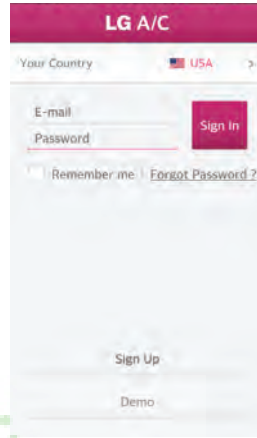 LG A/C
Your Country USA >
E-mail
Password
Sign In
Remember me | Forgot Password ?
Sign Up
Demo